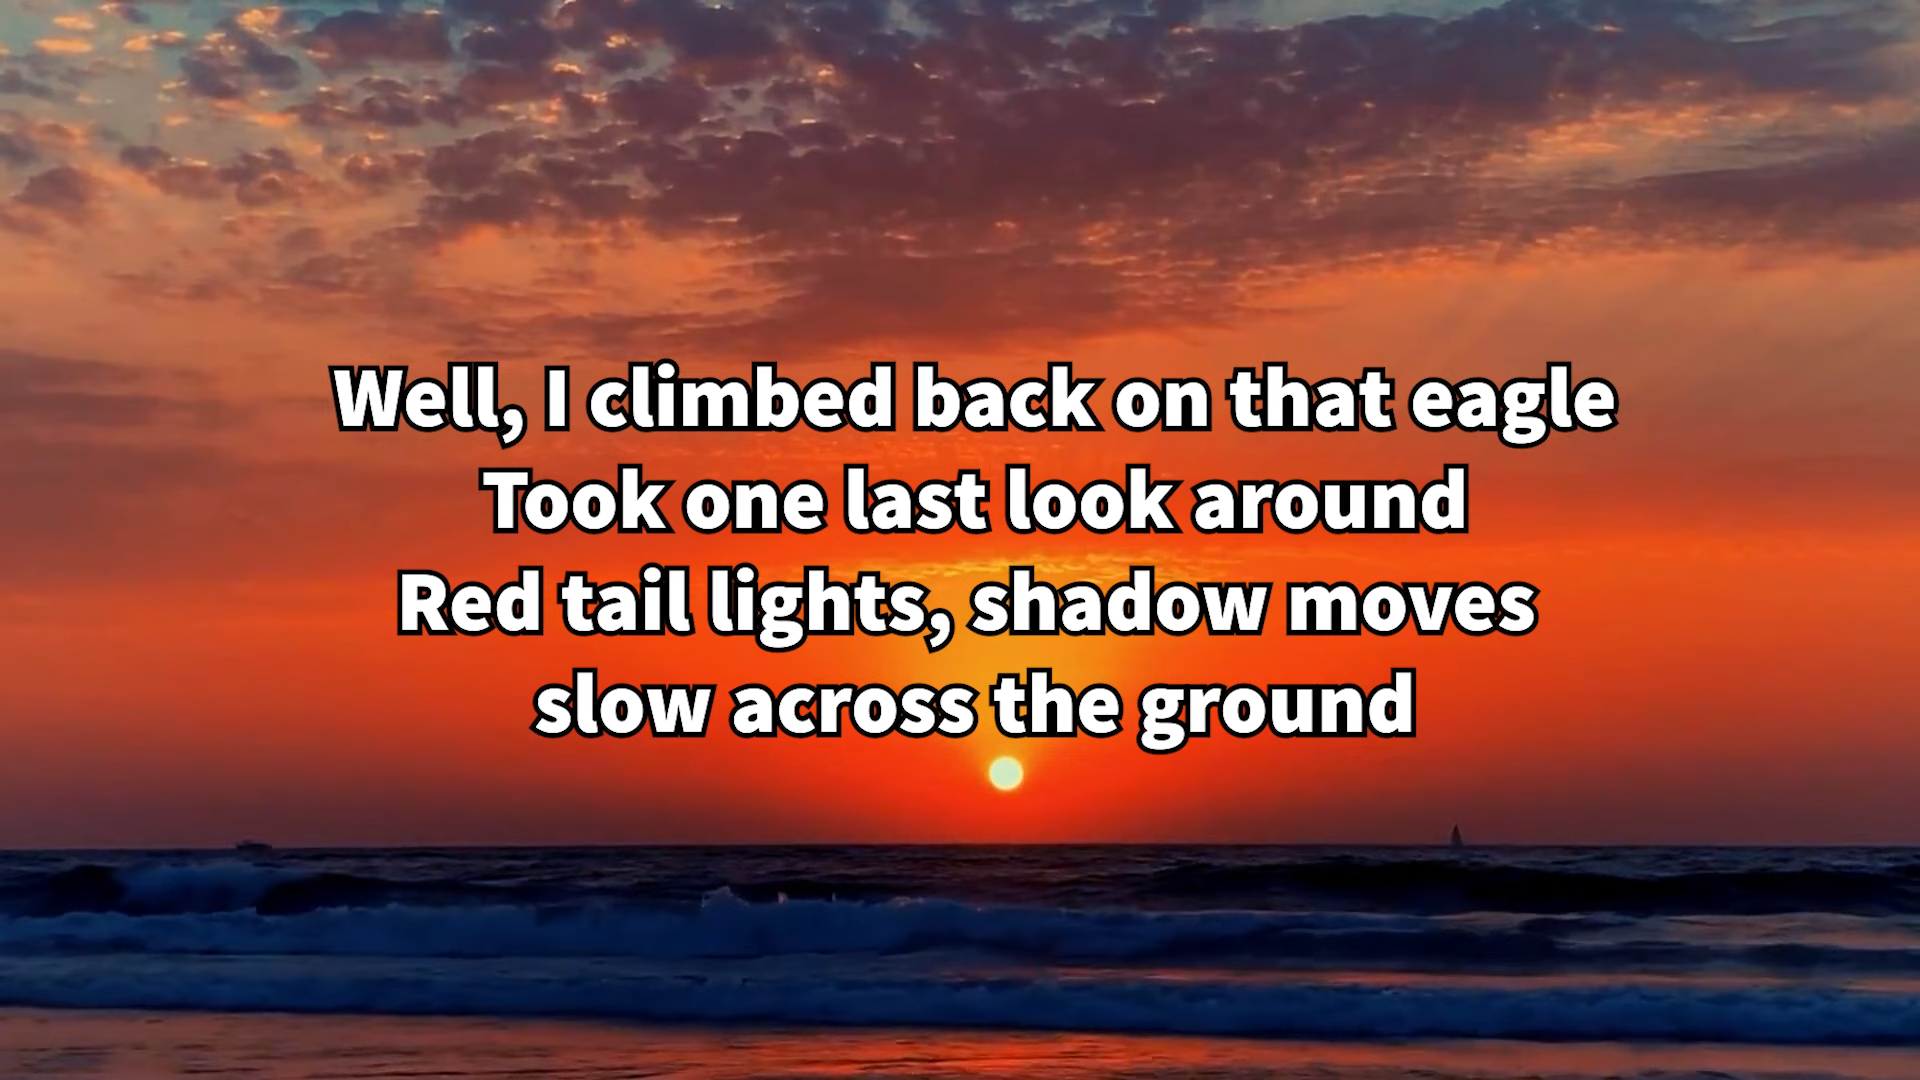 Well, I climbed back on that eagle
Took one last look around
Red tail lights, shadow moves
slow across the ground